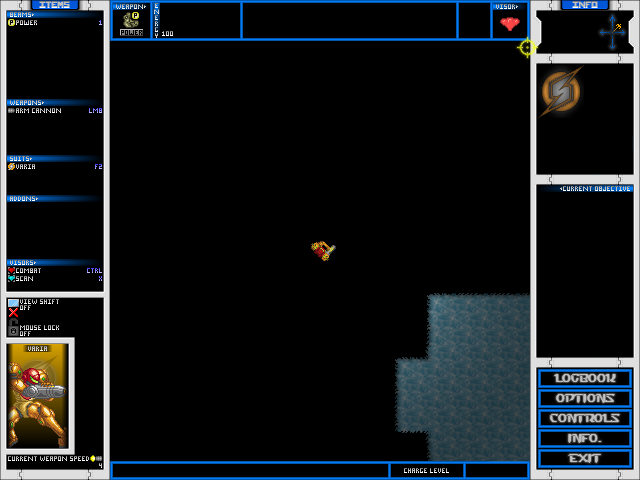 ITEMS
BEAMS
P POWER 1
WEAPONS
ARM CANNON LMB
SUITS
VARIA F2
ADDONS
VISORS
COMBAT CTRL
SCAN X
VIEW SHIFT
OFF
MOUSE LOCK
OFF
VARIA
CURRENT WEAPON SPEED
4
WEAPON
P
POWER
ENERGY
100
VISOR
CHARGE LEVEL
INFO
CURRENT OBJECTIVE
LOGBOOK
OPTIONS
CONTROLS
INFO.
EXIT